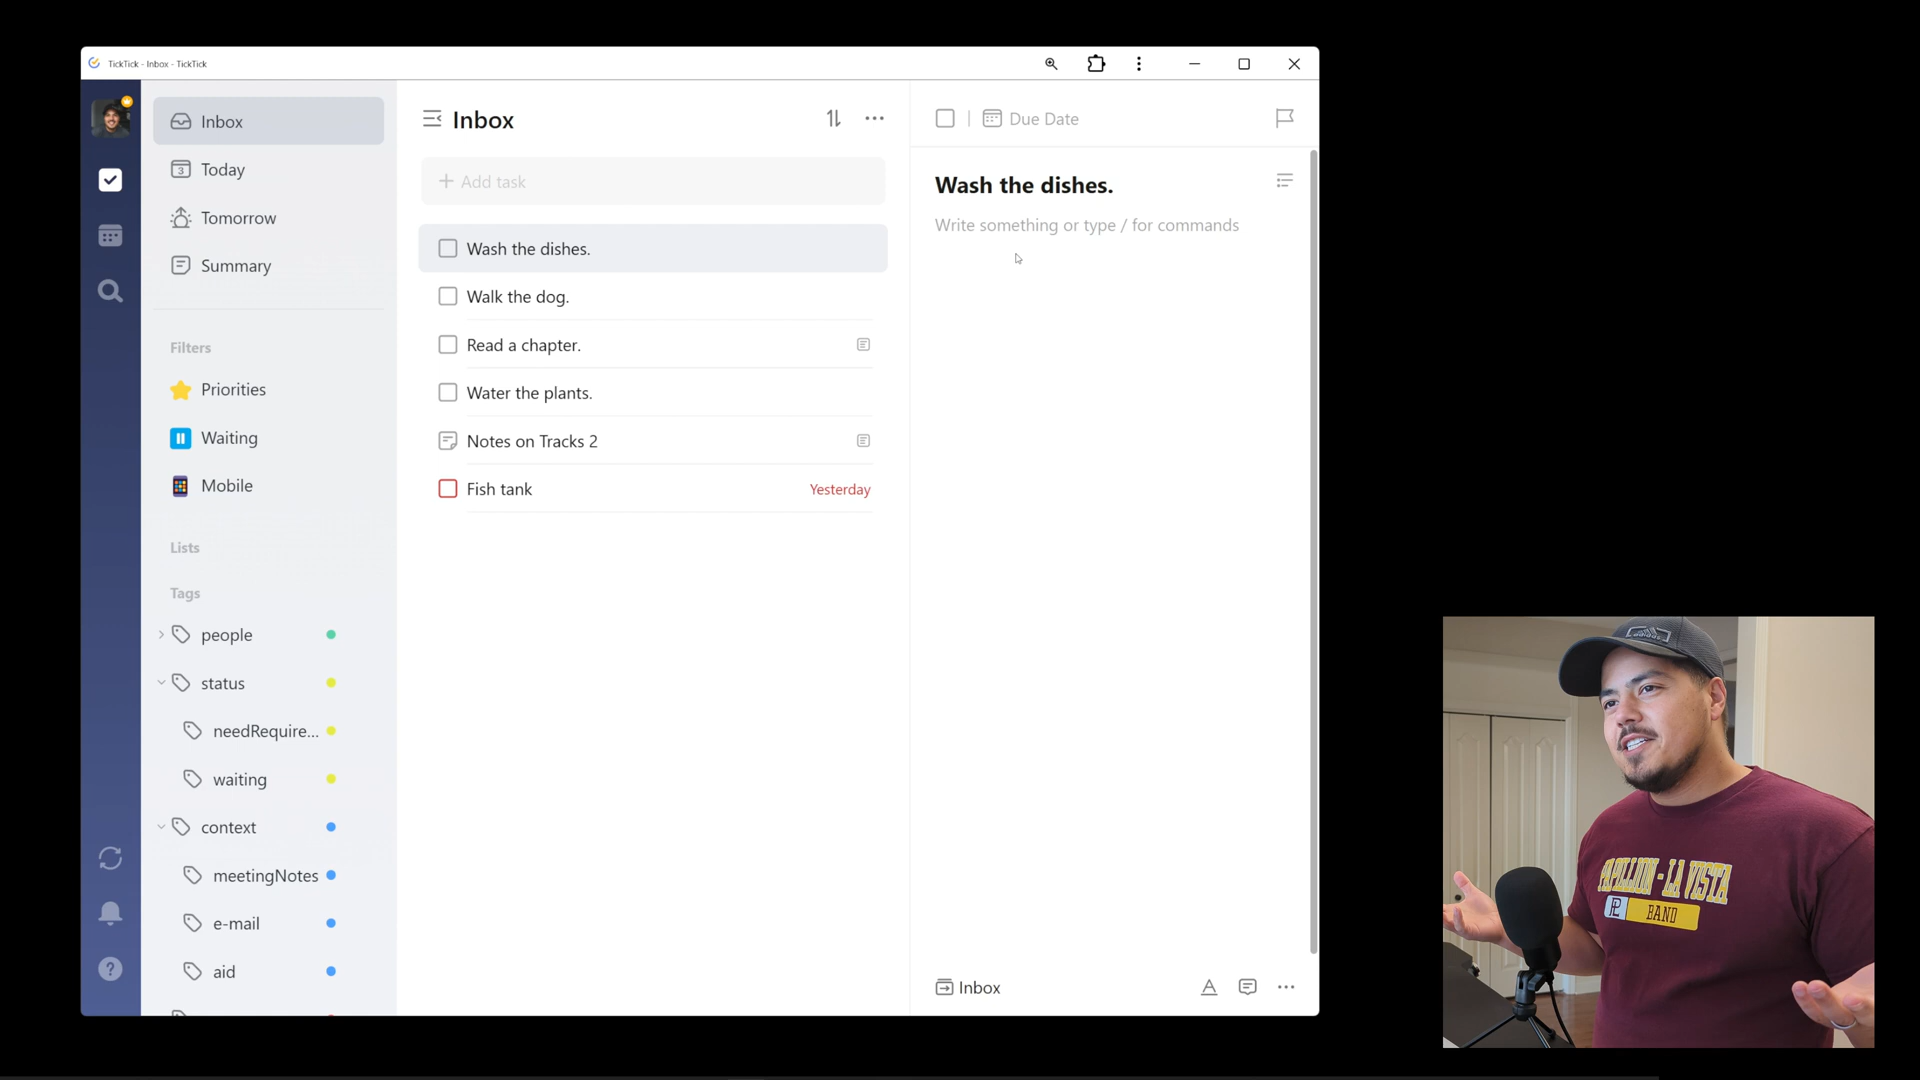 TickTick - Inbox - TickTick
Inbox
3
Today
Tomorrow
Summary
Filters
Priorities
Waiting
Mobile
Lists
Tags
people
status
needRequire...
waiting
context
meetingNotes
e-mail
aid
Inbox
+ Add task
Wash the dishes.
Walk the dog.
Read a chapter.
Water the plants.
Notes on Tracks 2
Fish tank
Yesterday
Due Date
Wash the dishes.
Write something or type / for commands
Inbox
adidas
PAPILLION - LA VISTA
PL
BAND